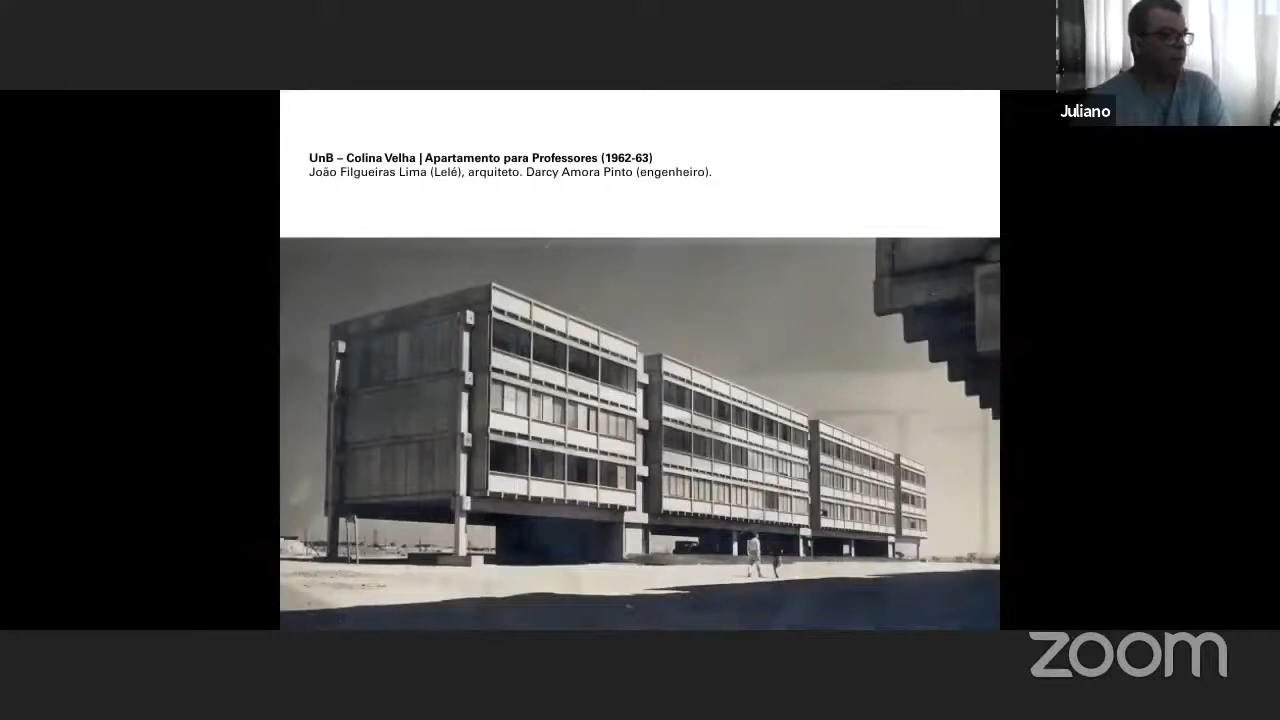 Juliano
UnB – Colina Velha | Apartamento para Professores (1962-63)
João Filgueiras Lima (Lelé), arquiteto. Darcy Amora Pinto (engenheiro).
zoom